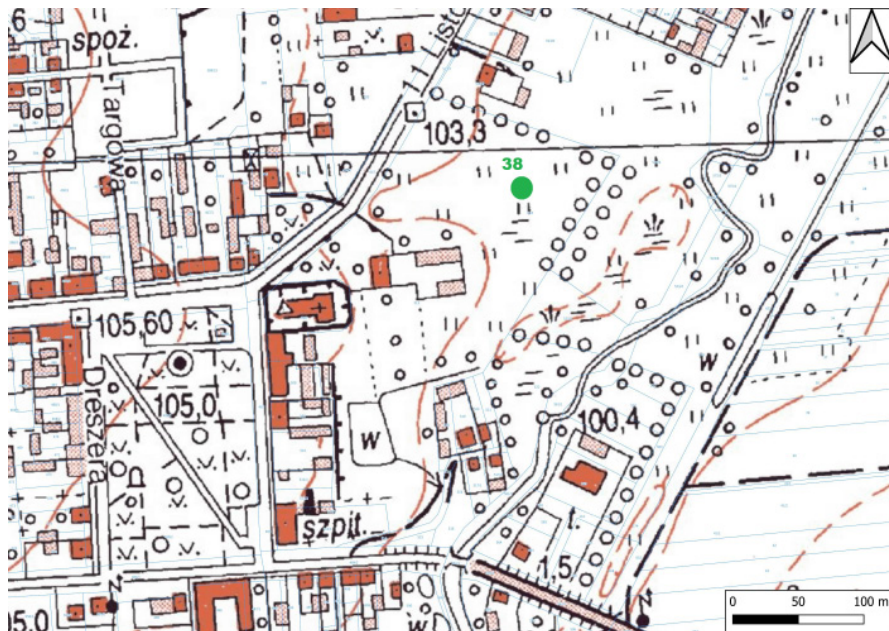 6
spoż.
11 Listo
Targowa
103,3
38
105,60
105,0
Dreszera
w
w
100,4
szpit.
t.
1,5
05,0
w
0 50 100 m